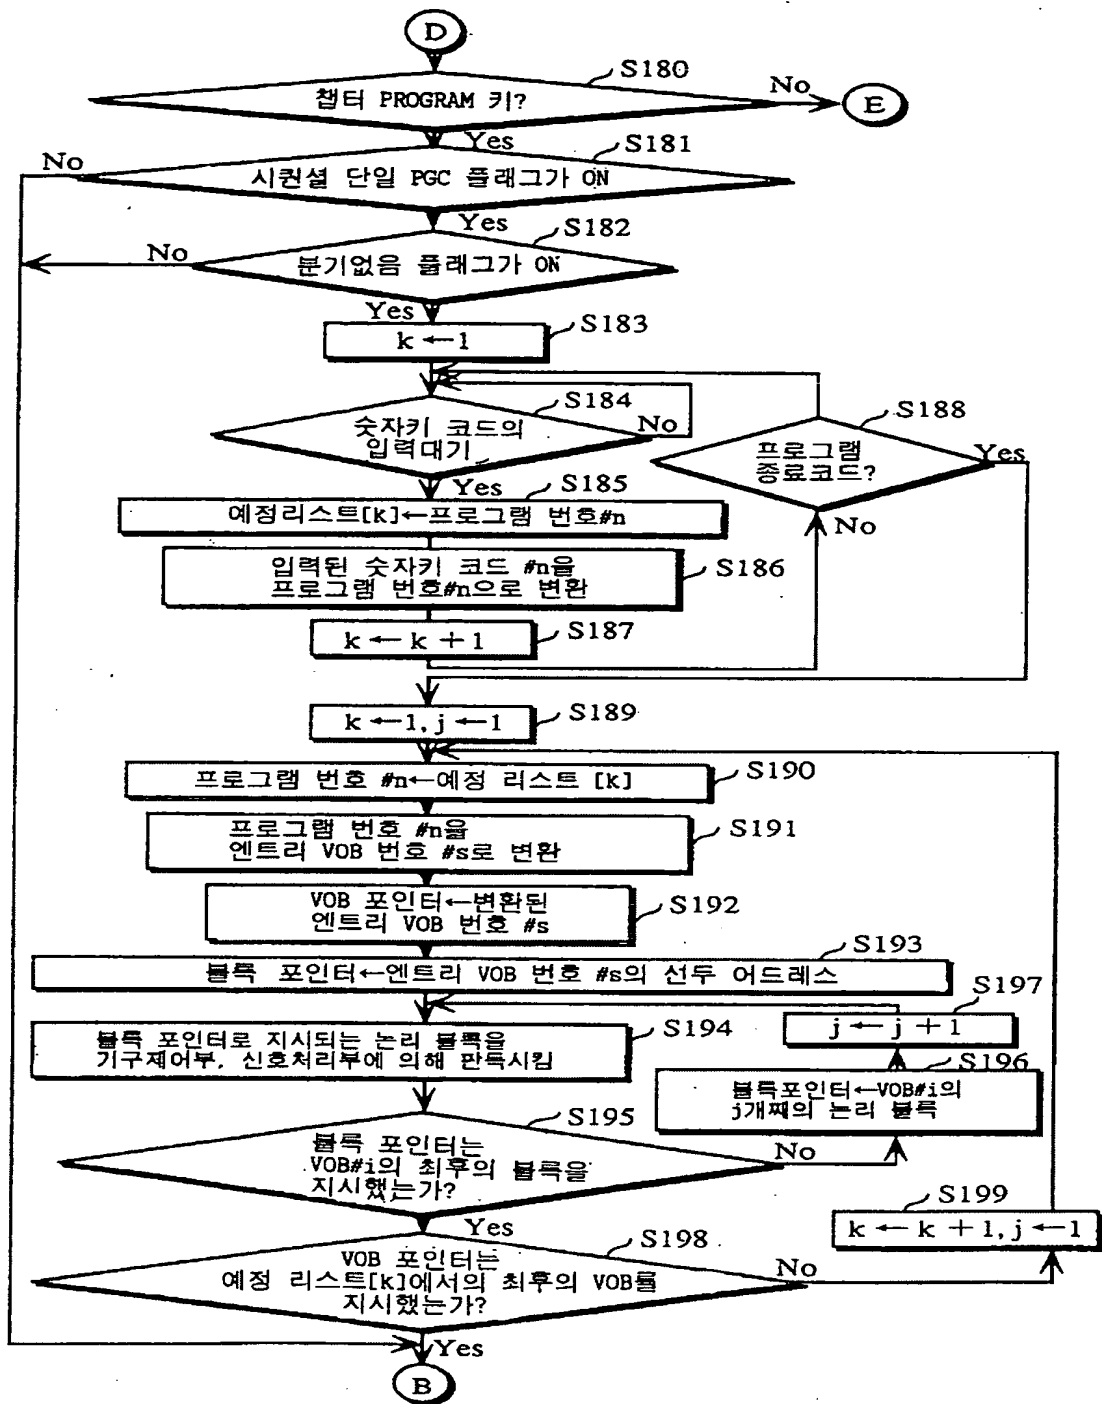 D
S180
챕터 PROGRAM 키?
No
E
Yes
S181
No
시퀀셜 단일 PGC 플래그가 ON
Yes
S182
No
분기없음 플래그가 ON
Yes
S183
k ← 1
S184
숫자키 코드의
입력대기
No
S188
프로그램
종료코드?
Yes
No
Yes
S185
예정리스트[k]←프로그램 번호#n
입력된 숫자키 코드 #n을
프로그램 번호#n으로 변환
S186
k ← k + 1
S187
k ← 1, j ← 1
S189
프로그램 번호 #n←예정 리스트 [k]
S190
프로그램 번호 #n을
엔트리 VOB 번호 #s로 변환
S191
VOB 포인터←변환된
엔트리 VOB 번호 #s
S192
S193
블록 포인터←엔트리 VOB 번호 #s의 선두 어드레스
S197
j ← j + 1
블록 포인터로 지시되는 논리 블록을
기구제어부, 신호처리부에 의해 판독시킴
S194
S196
블록포인터←VOB#i의
j개째의 논리 블록
S195
블록 포인터는
VOB#i의 최후의 블록을
지시했는가?
No
Yes
S199
k ← k + 1, j ← 1
S198
VOB 포인터는
예정 리스트[k]에서의 최후의 VOB를
지시했는가?
No
Yes
B